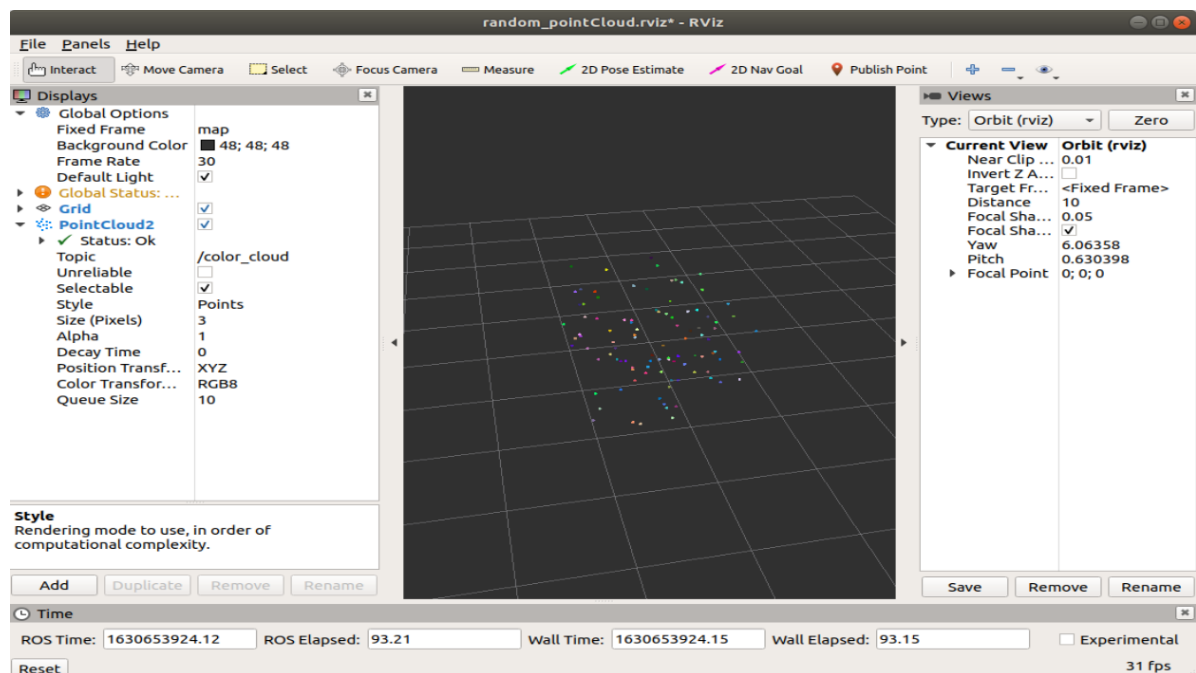 random_pointCloud.rviz* - RViz
File Panels Help
Interact Move Camera Select Focus Camera Measure 2D Pose Estimate 2D Nav Goal Publish Point
Displays
Global Options
Fixed Frame map
Background Color 48; 48; 48
Frame Rate 30
Default Light
Global Status: ...
Grid
PointCloud2
Status: Ok
Topic /color_cloud
Unreliable
Selectable
Style Points
Size (Pixels) 3
Alpha 1
Decay Time 0
Position Transf... XYZ
Color Transfor... RGB8
Queue Size 10
Style
Rendering mode to use, in order of
computational complexity.
Add Duplicate Remove Rename
Views
Type: Orbit (rviz) Zero
Current View Orbit (rviz)
Near Clip ... 0.01
Invert Z A...
Target Fr... <Fixed Frame>
Distance 10
Focal Sha... 0.05
Focal Sha...
Yaw 6.06358
Pitch 0.630398
Focal Point 0; 0; 0
Save Remove Rename
Time
ROS Time: 1630653924.12 ROS Elapsed: 93.21 Wall Time: 1630653924.15 Wall Elapsed: 93.15 Experimental
Reset 31 fps